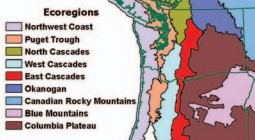 Ecoregions
Northwest Coast
Puget Trough
North Cascades
West Cascades
East Cascades
Okanogan
Canadian Rocky Mountains
Blue Mountains
Columbia Plateau